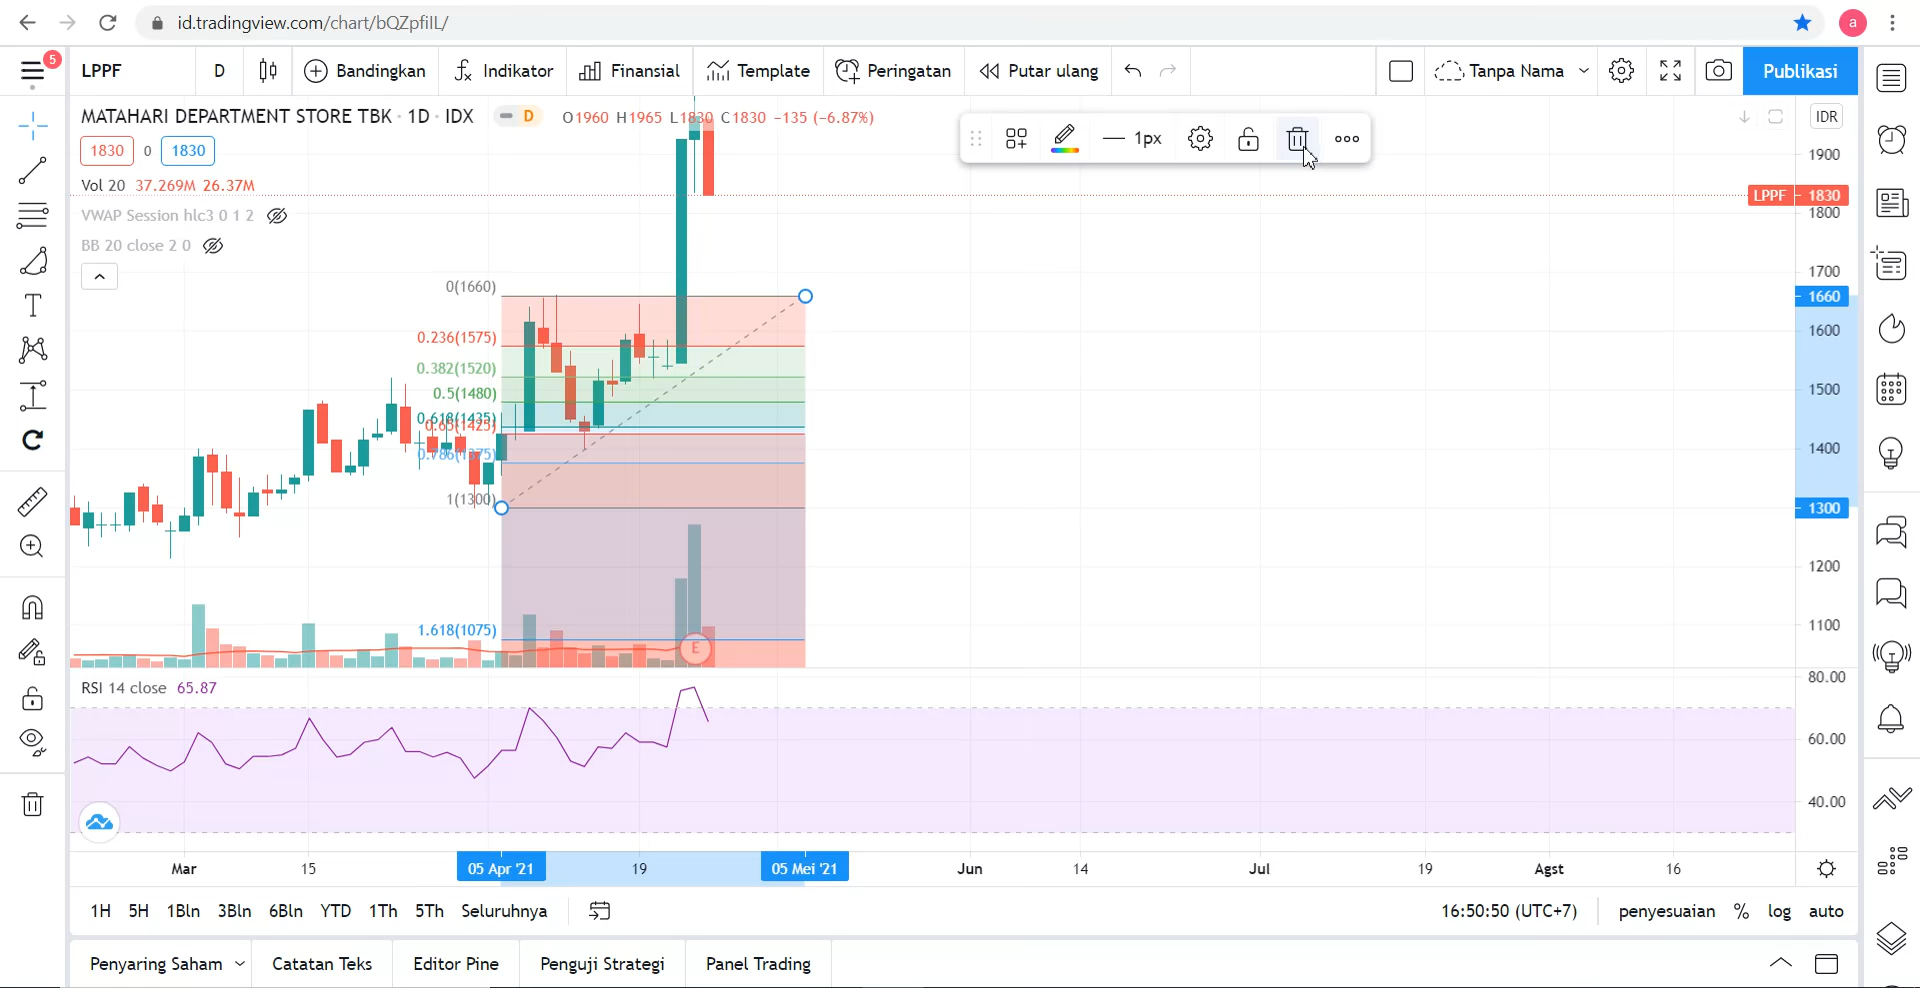 id.tradingview.com/chart/bQZpfiIL/
a
5
LPPF
D
Bandingkan
Indikator
Finansial
Template
Peringatan
Putar ulang
Tanpa Nama
Publikasi
MATAHARI DEPARTMENT STORE TBK · 1D · IDX
D
O1960 H1965 L1830 C1830 −135 (−6.87%)
1px
IDR
1830 0 1830
Vol 20 37.269M 26.37M
VWAP Session hlc3 0 1 2
BB 20 close 2 0
1900
LPPF 1830
1800
1700
0(1660)
1660
1600
0.236(1575)
0.382(1520)
0.5(1480)
1500
0.618(1435)
0.65(1425)
0.786(1375)
1400
1(1300)
1300
1200
1.618(1075)
1100
E
RSI 14 close 65.87
80.00
60.00
40.00
Mar 15 05 Apr '21 19 05 Mei '21 Jun 14 Jul 19 Agst 16
1H 5H 1Bln 3Bln 6Bln YTD 1Th 5Th Seluruhnya
16:50:50 (UTC+7) penyesuaian % log auto
Penyaring Saham Catatan Teks Editor Pine Penguji Strategi Panel Trading